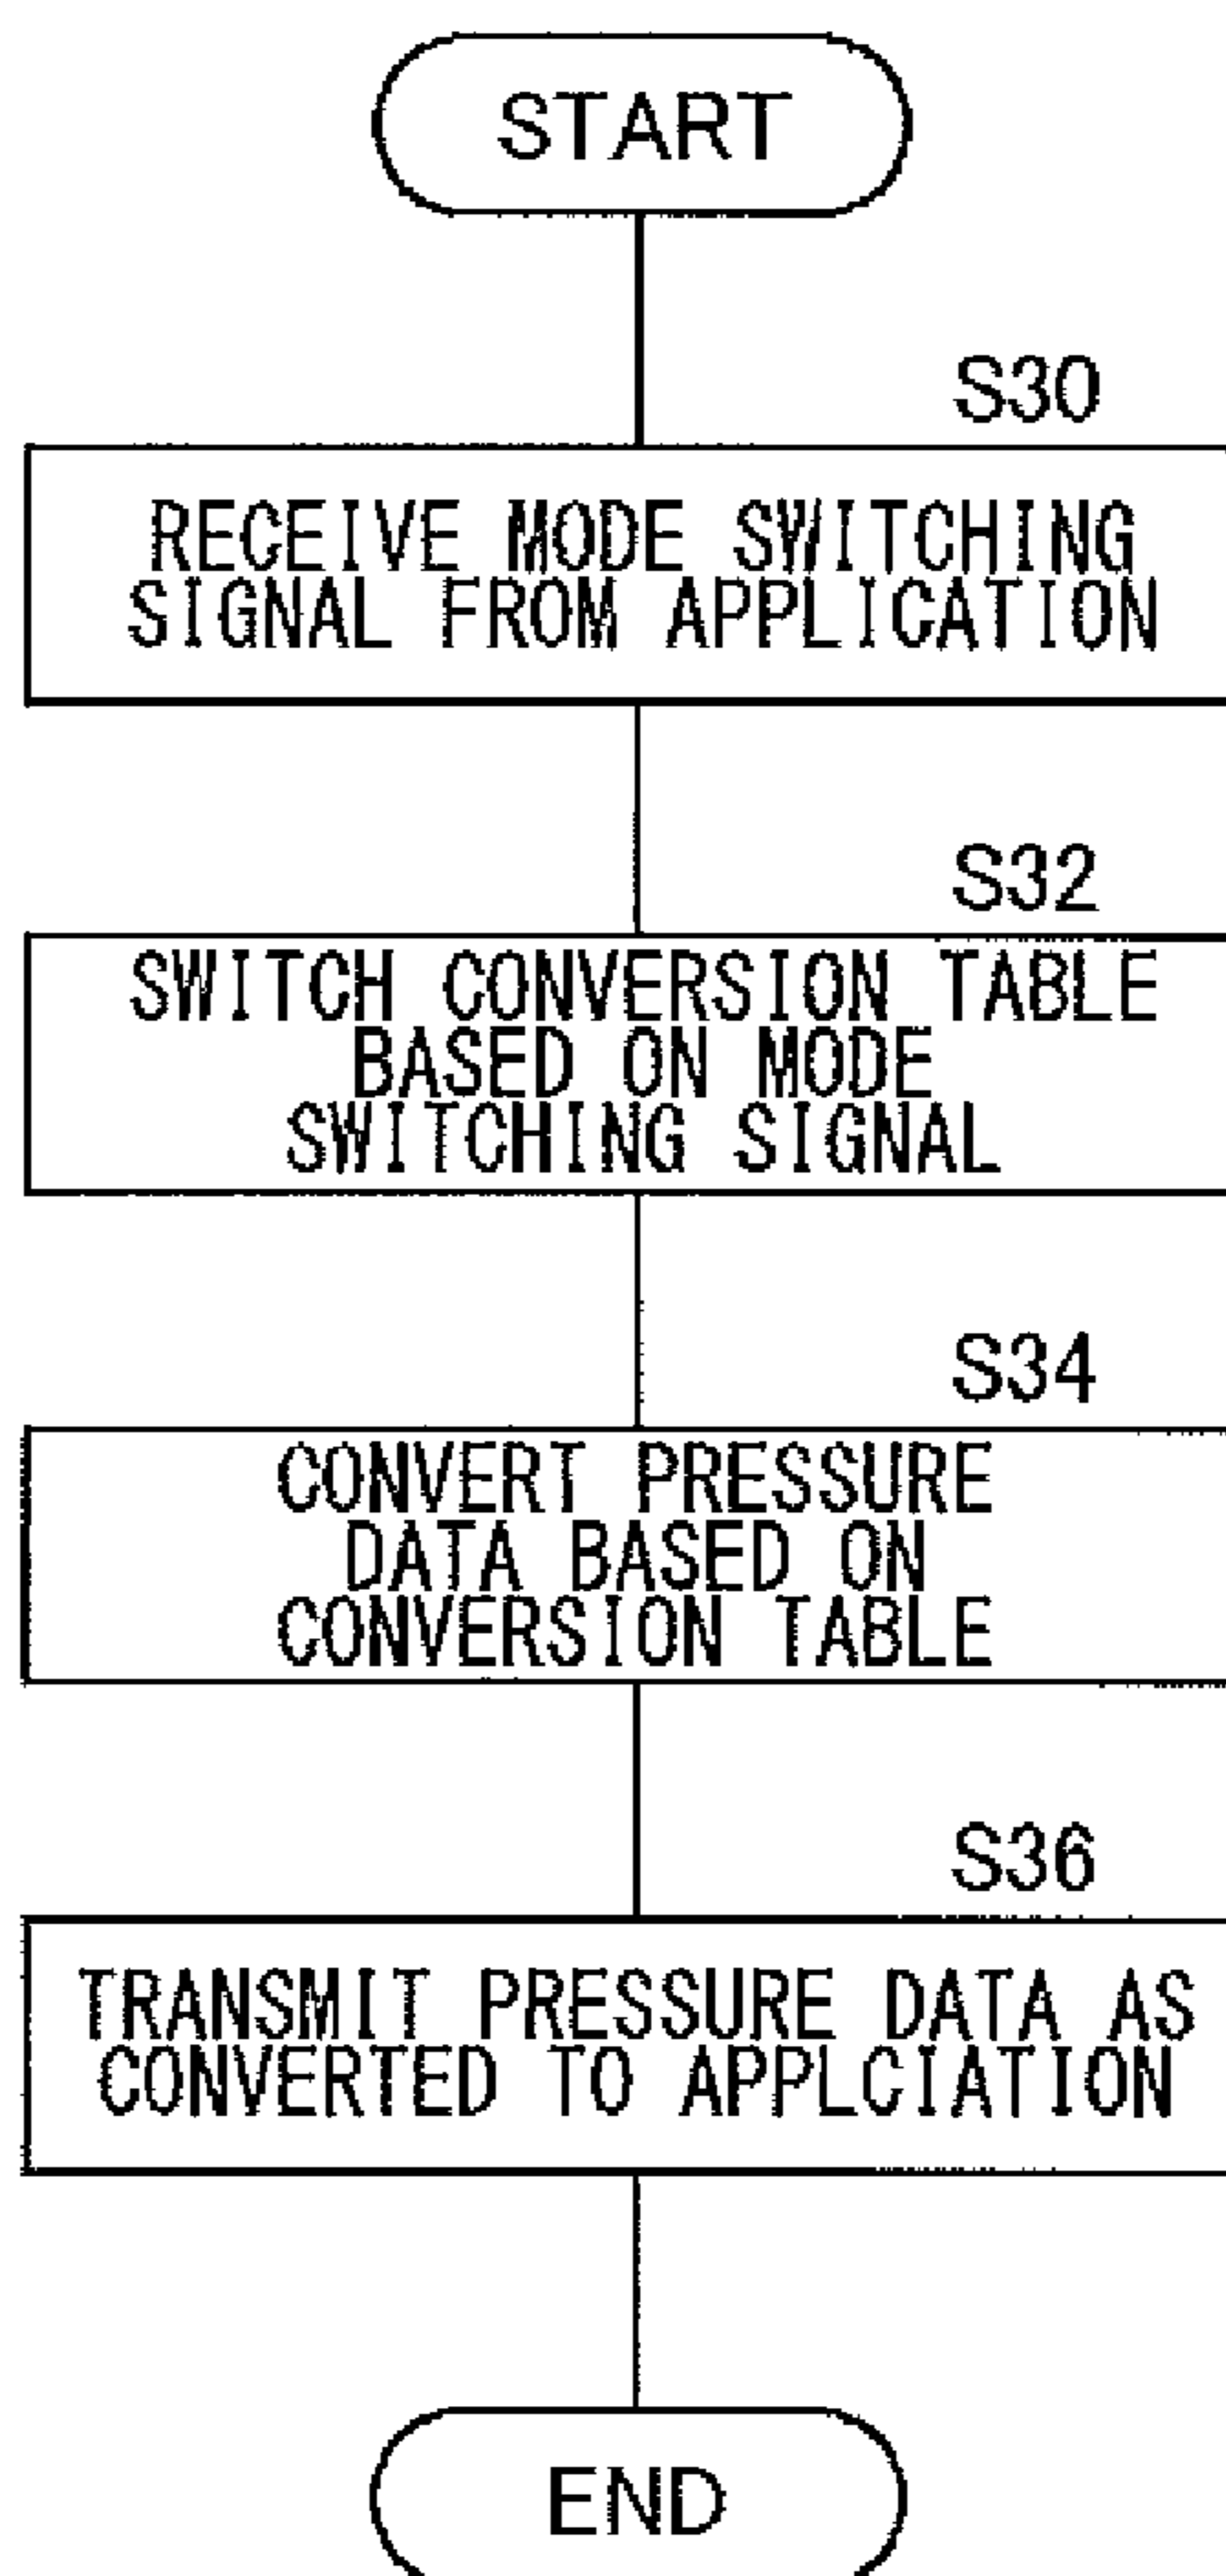 START
S30
RECEIVE MODE SWITCHING
SIGNAL FROM APPLICATION
S32
SWITCH CONVERSION TABLE
BASED ON MODE
SWITCHING SIGNAL
S34
CONVERT PRESSURE
DATA BASED ON
CONVERSION TABLE
S36
TRANSMIT PRESSURE DATA AS
CONVERTED TO APPLCIATION
END